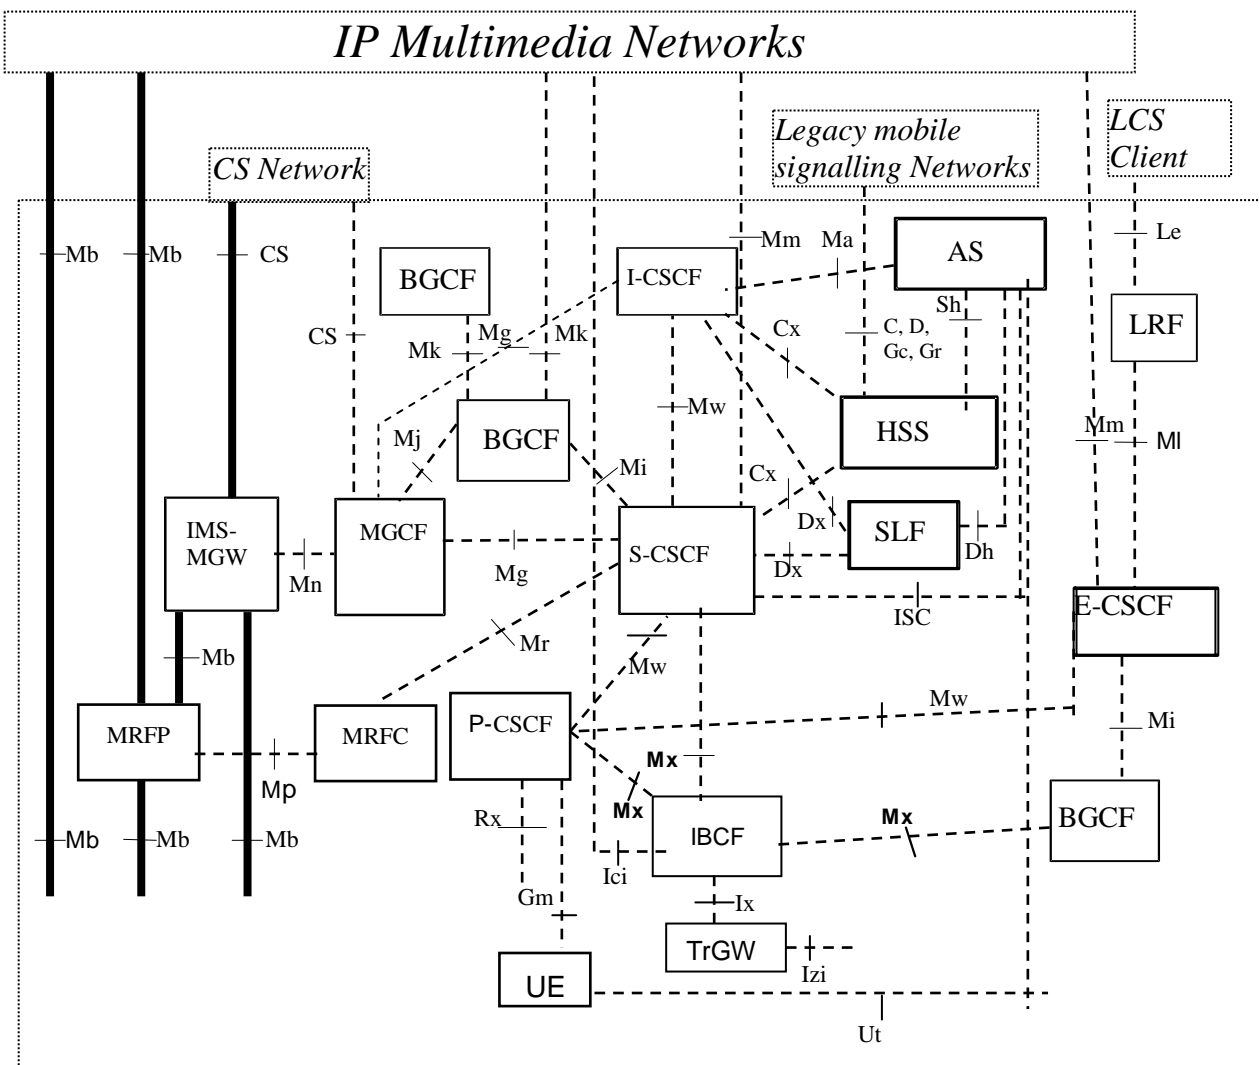 IP Multimedia Networks
Legacy mobile
signalling Networks
LCS
Client
CS Network
Mb
Mb
CS
Mm
Ma
Le
AS
BGCF
I-CSCF
Sh
LRF
CS
Mk
Mg
Mk
Cx
C, D,
Gc, Gr
Mw
HSS
Mj
BGCF
Mi
Mm
Ml
Cx
IMS-
MGW
MGCF
S-CSCF
Dx
SLF
Dh
Mn
Mg
Dx
ISC
E-CSCF
Mb
Mr
Mw
Mw
MRFP
MRFC
P-CSCF
Mi
Mx
Mp
Mx
Rx
Mx
BGCF
Mb
Mb
Mb
IBCF
Ici
Gm
Ix
TrGW
Izi
UE
Ut